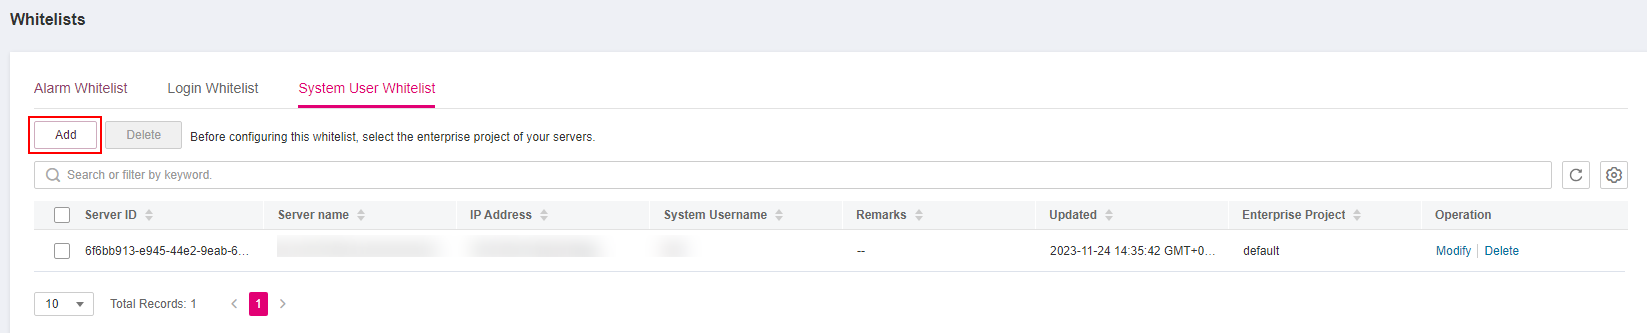 Whitelists
Alarm Whitelist Login Whitelist System User Whitelist
Add Delete Before configuring this whitelist, select the enterprise project of your servers.
Search or filter by keyword.
Server ID Server name IP Address System Username Remarks Updated Enterprise Project Operation
6f6bb913-e945-44e2-9eab-6... -- 2023-11-24 14:35:42 GMT+0... default Modify Delete
10 Total Records: 1 1